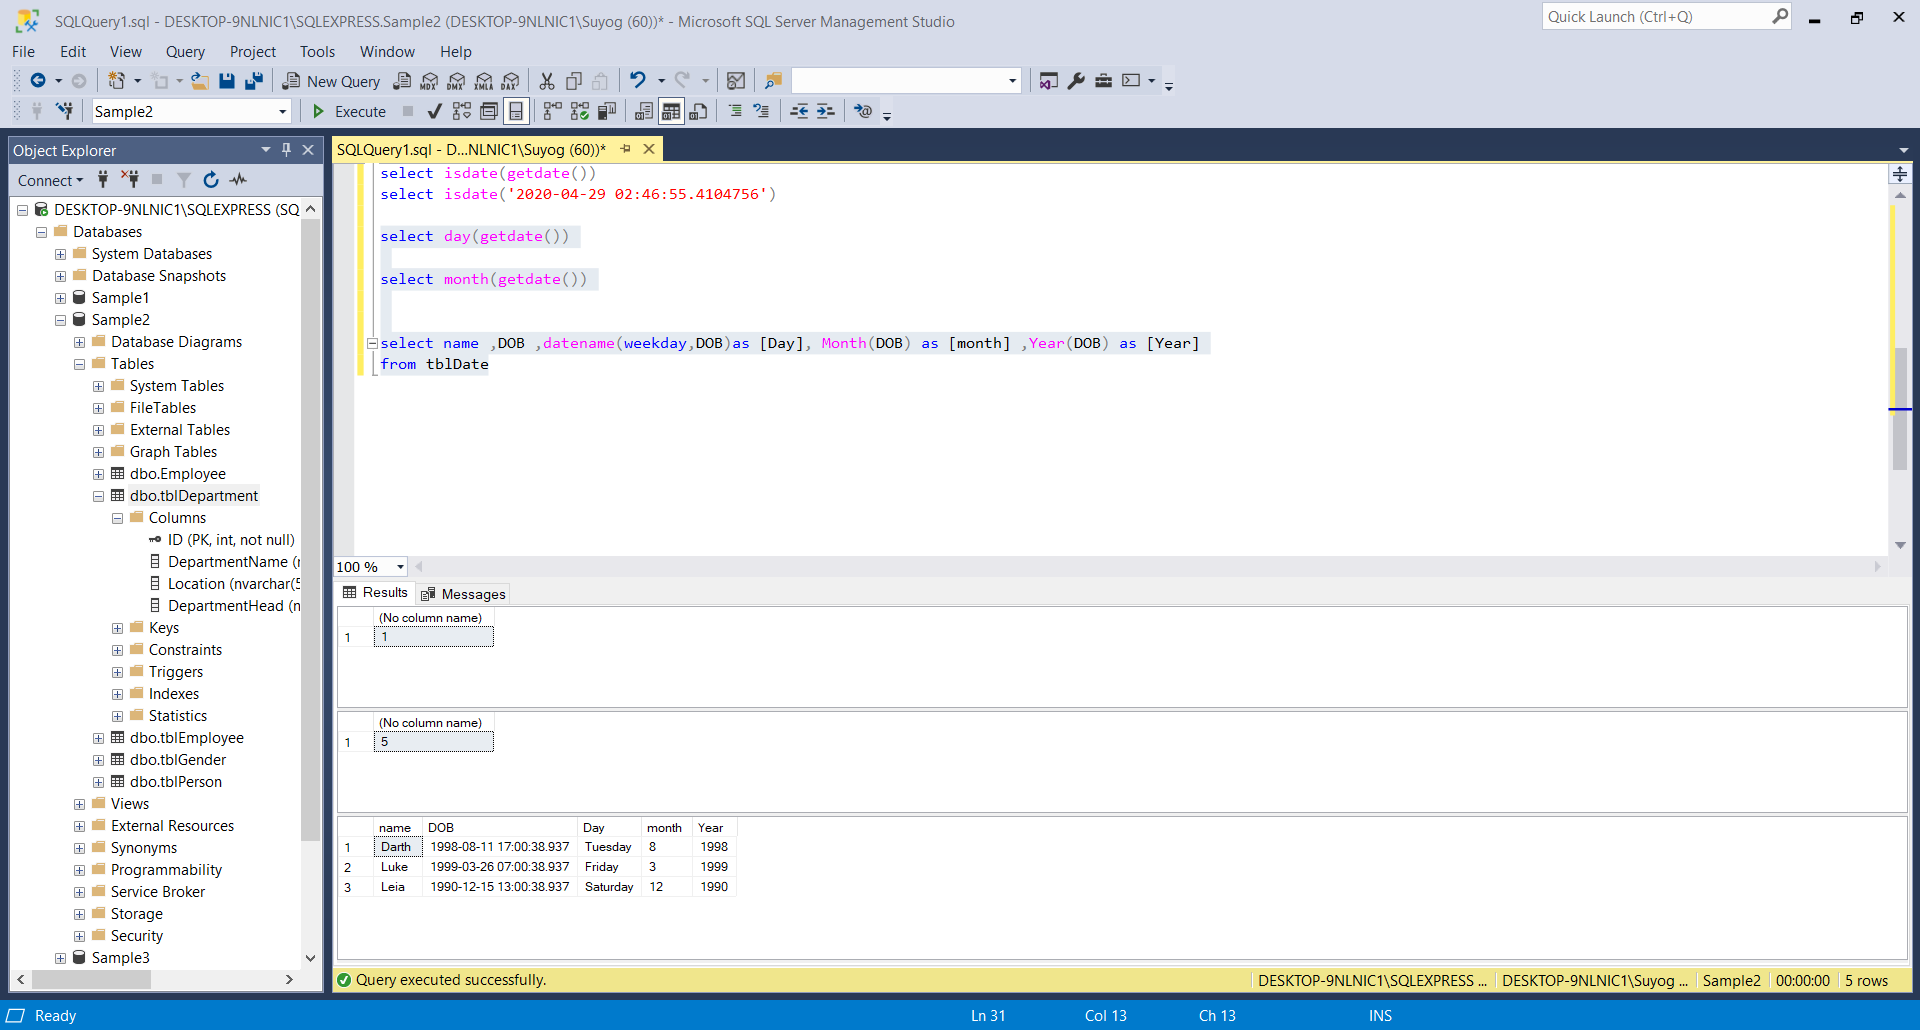 SQLQuery1.sql - DESKTOP-9NLNIC1\SQLEXPRESS.Sample2 (DESKTOP-9NLNIC1\Suyog (60))* - Microsoft SQL Server Management Studio
Quick Launch (Ctrl+Q)
File Edit View Query Project Tools Window Help
New Query MDX DMX XMLA DAX
Sample2 Execute
Object Explorer
Connect
DESKTOP-9NLNIC1\SQLEXPRESS (SQ
Databases
System Databases
Database Snapshots
Sample1
Sample2
Database Diagrams
Tables
System Tables
FileTables
External Tables
Graph Tables
dbo.Employee
dbo.tblDepartment
Columns
ID (PK, int, not null)
DepartmentName (n
Location (nvarchar(5
DepartmentHead (n
Keys
Constraints
Triggers
Indexes
Statistics
dbo.tblEmployee
dbo.tblGender
dbo.tblPerson
Views
External Resources
Synonyms
Programmability
Service Broker
Storage
Security
Sample3
SQLQuery1.sql - D...NLNIC1\Suyog (60))*
select isdate(getdate())
select isdate('2020-04-29 02:46:55.4104756')
select day(getdate())
select month(getdate())
select name ,DOB ,datename(weekday,DOB)as [Day], Month(DOB) as [month] ,Year(DOB) as [Year]
from tblDate
100 %
Results Messages
(No column name)
1 1
(No column name)
1 5
name DOB Day month Year
1 Darth 1998-08-11 17:00:38.937 Tuesday 8 1998
2 Luke 1999-03-26 07:00:38.937 Friday 3 1999
3 Leia 1990-12-15 13:00:38.937 Saturday 12 1990
Query executed successfully. DESKTOP-9NLNIC1\SQLEXPRESS ... DESKTOP-9NLNIC1\Suyog ... Sample2 00:00:00 5 rows
Ready Ln 31 Col 13 Ch 13 INS